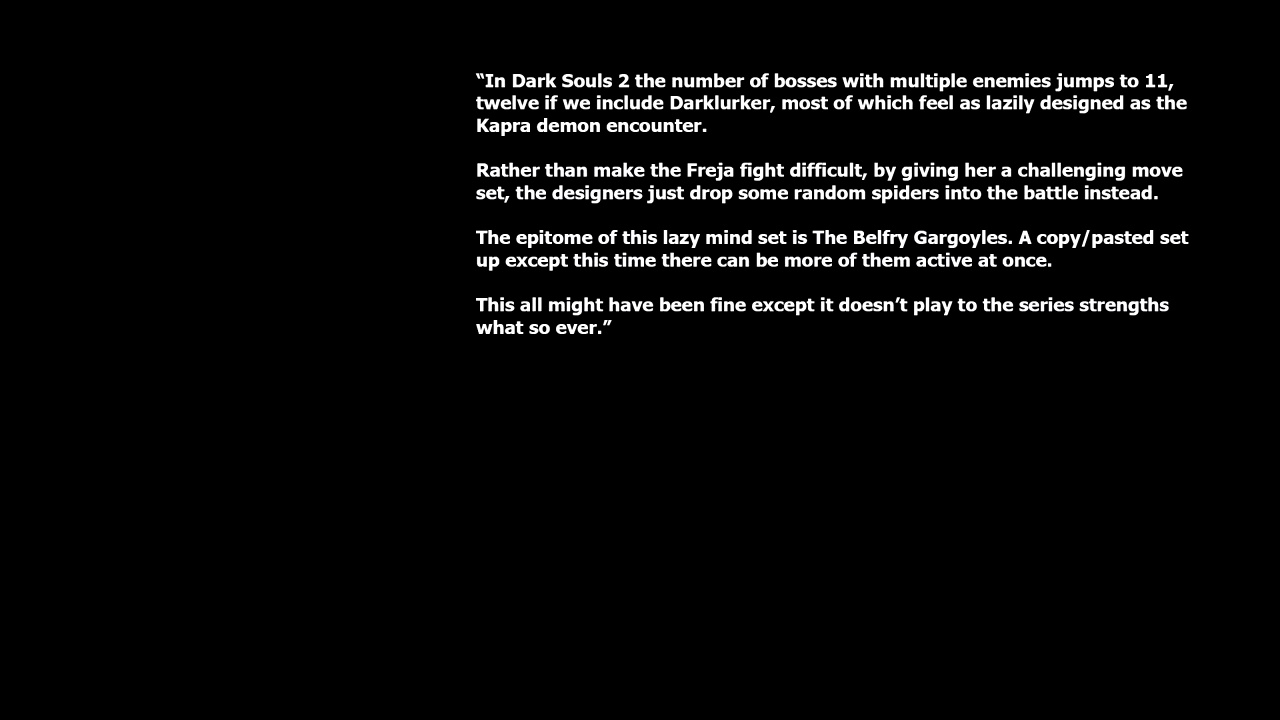 “In Dark Souls 2 the number of bosses with multiple enemies jumps to 11,
twelve if we include Darklurker, most of which feel as lazily designed as the
Kapra demon encounter.
Rather than make the Freja fight difficult, by giving her a challenging move
set, the designers just drop some random spiders into the battle instead.
The epitome of this lazy mind set is The Belfry Gargoyles. A copy/pasted set
up except this time there can be more of them active at once.
This all might have been fine except it doesn’t play to the series strengths
what so ever.”